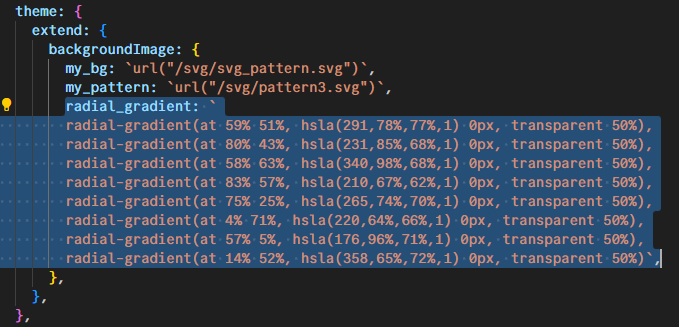 theme: {
extend: {
backgroundImage: {
my_bg: `url("/svg/svg_pattern.svg")`,
my_pattern: `url("/svg/pattern3.svg")`,
radial_gradient: `
radial-gradient(at 59% 51%, hsla(291,78%,77%,1) 0px, transparent 50%),
radial-gradient(at 80% 43%, hsla(231,85%,68%,1) 0px, transparent 50%),
radial-gradient(at 58% 63%, hsla(340,98%,68%,1) 0px, transparent 50%),
radial-gradient(at 83% 57%, hsla(210,67%,62%,1) 0px, transparent 50%),
radial-gradient(at 75% 25%, hsla(265,74%,70%,1) 0px, transparent 50%),
radial-gradient(at 4% 71%, hsla(220,64%,66%,1) 0px, transparent 50%),
radial-gradient(at 57% 5%, hsla(176,96%,71%,1) 0px, transparent 50%),
radial-gradient(at 14% 52%, hsla(358,65%,72%,1) 0px, transparent 50%)`,
},
},
},